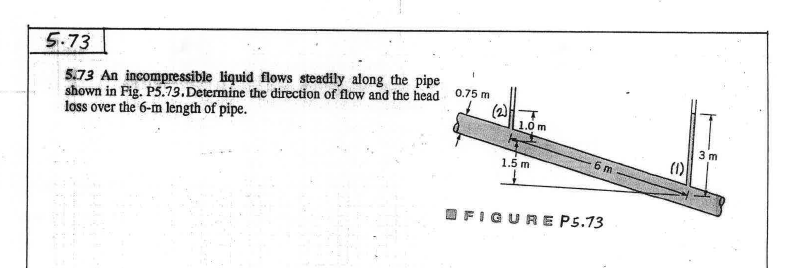 5.73
5.73 An incompressible liquid flows steadily along the pipe
shown in Fig. P5.73. Determine the direction of flow and the head
loss over the 6-m length of pipe.
0.75 m
(2)
1.0 m
1.5 m
6 m
(1)
3 m
FIGURE P5.73